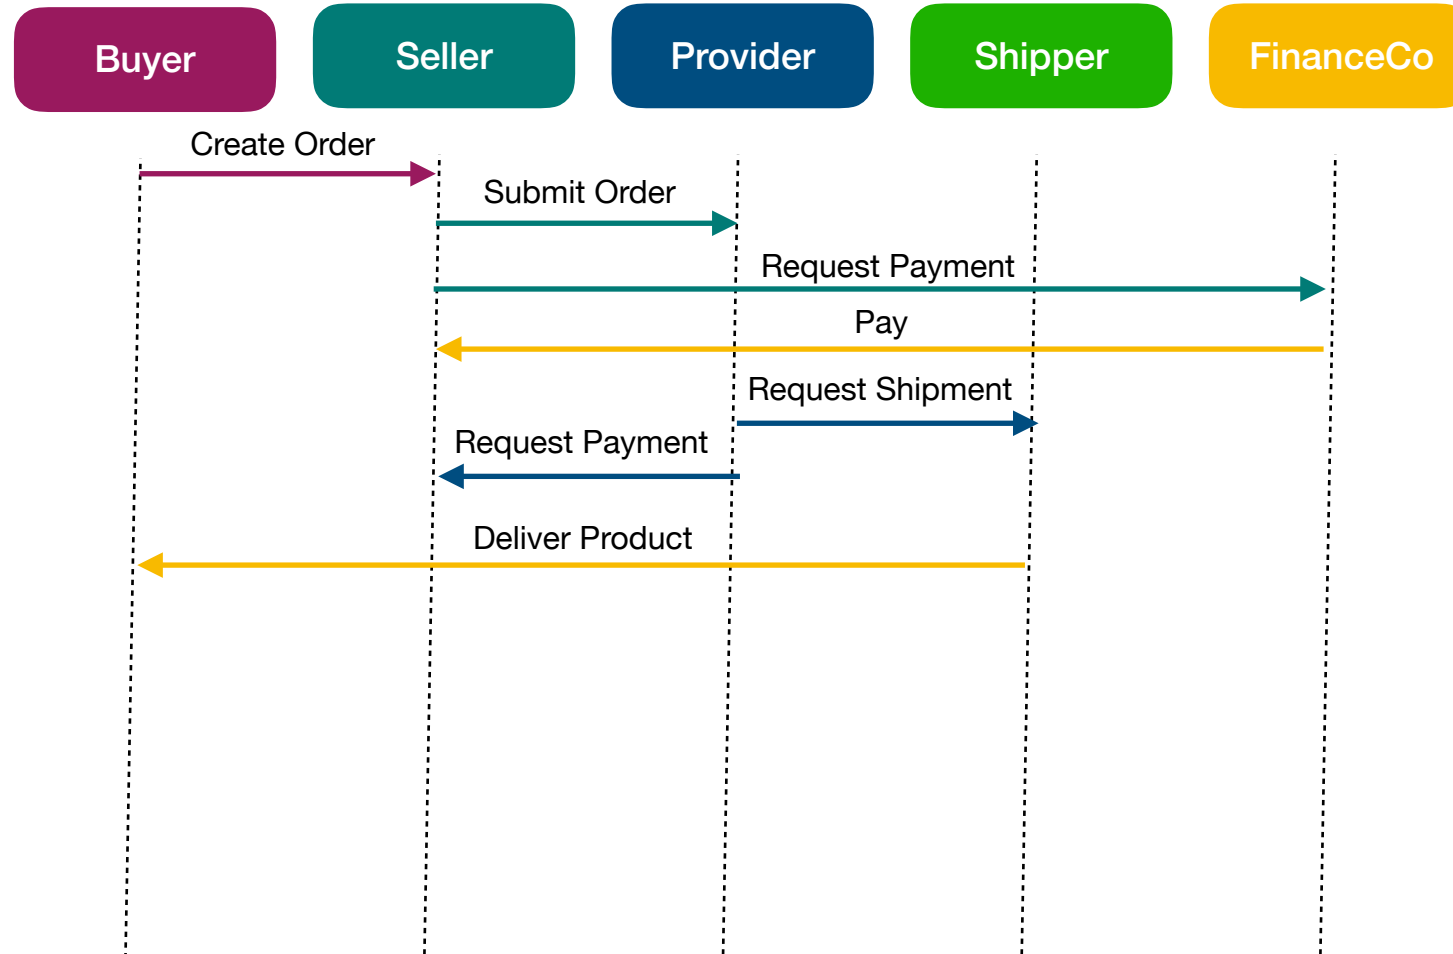 Buyer
Seller
Provider
Shipper
FinanceCo
Create Order
Submit Order
Request Payment
Pay
Request Shipment
Request Payment
Deliver Product